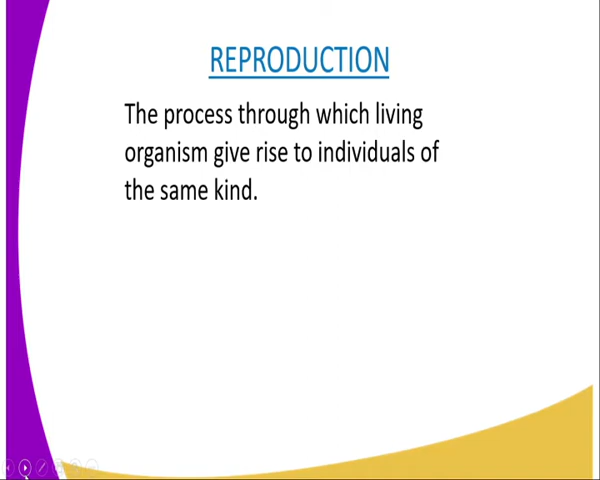 REPRODUCTION
The process through which living
organism give rise to individuals of
the same kind.